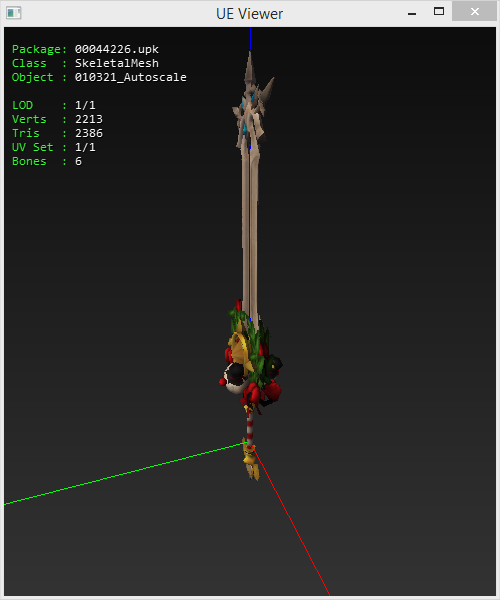 UE Viewer
Package: 00044226.upk
Class : SkeletalMesh
Object : 010321_Autoscale
LOD : 1/1
Verts : 2213
Tris : 2386
UV Set : 1/1
Bones : 6